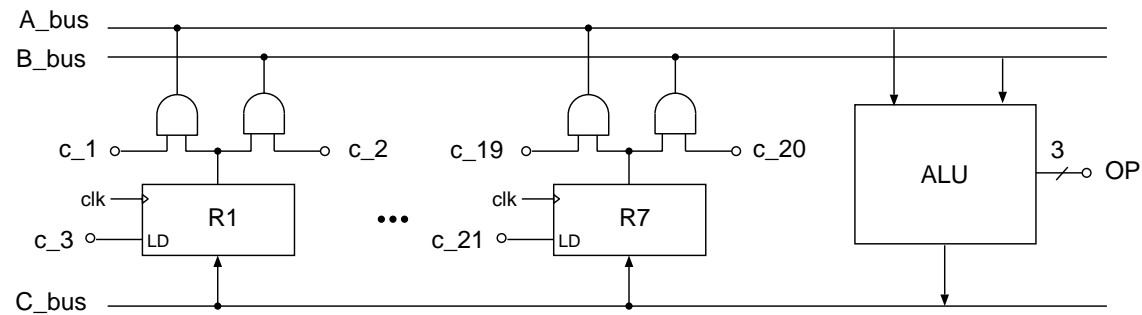 A_bus
B_bus
c_1
c_2
c_19
c_20
3
ALU
OP
clk
R1
clk
R7
•••
c_3
LD
c_21
LD
C_bus